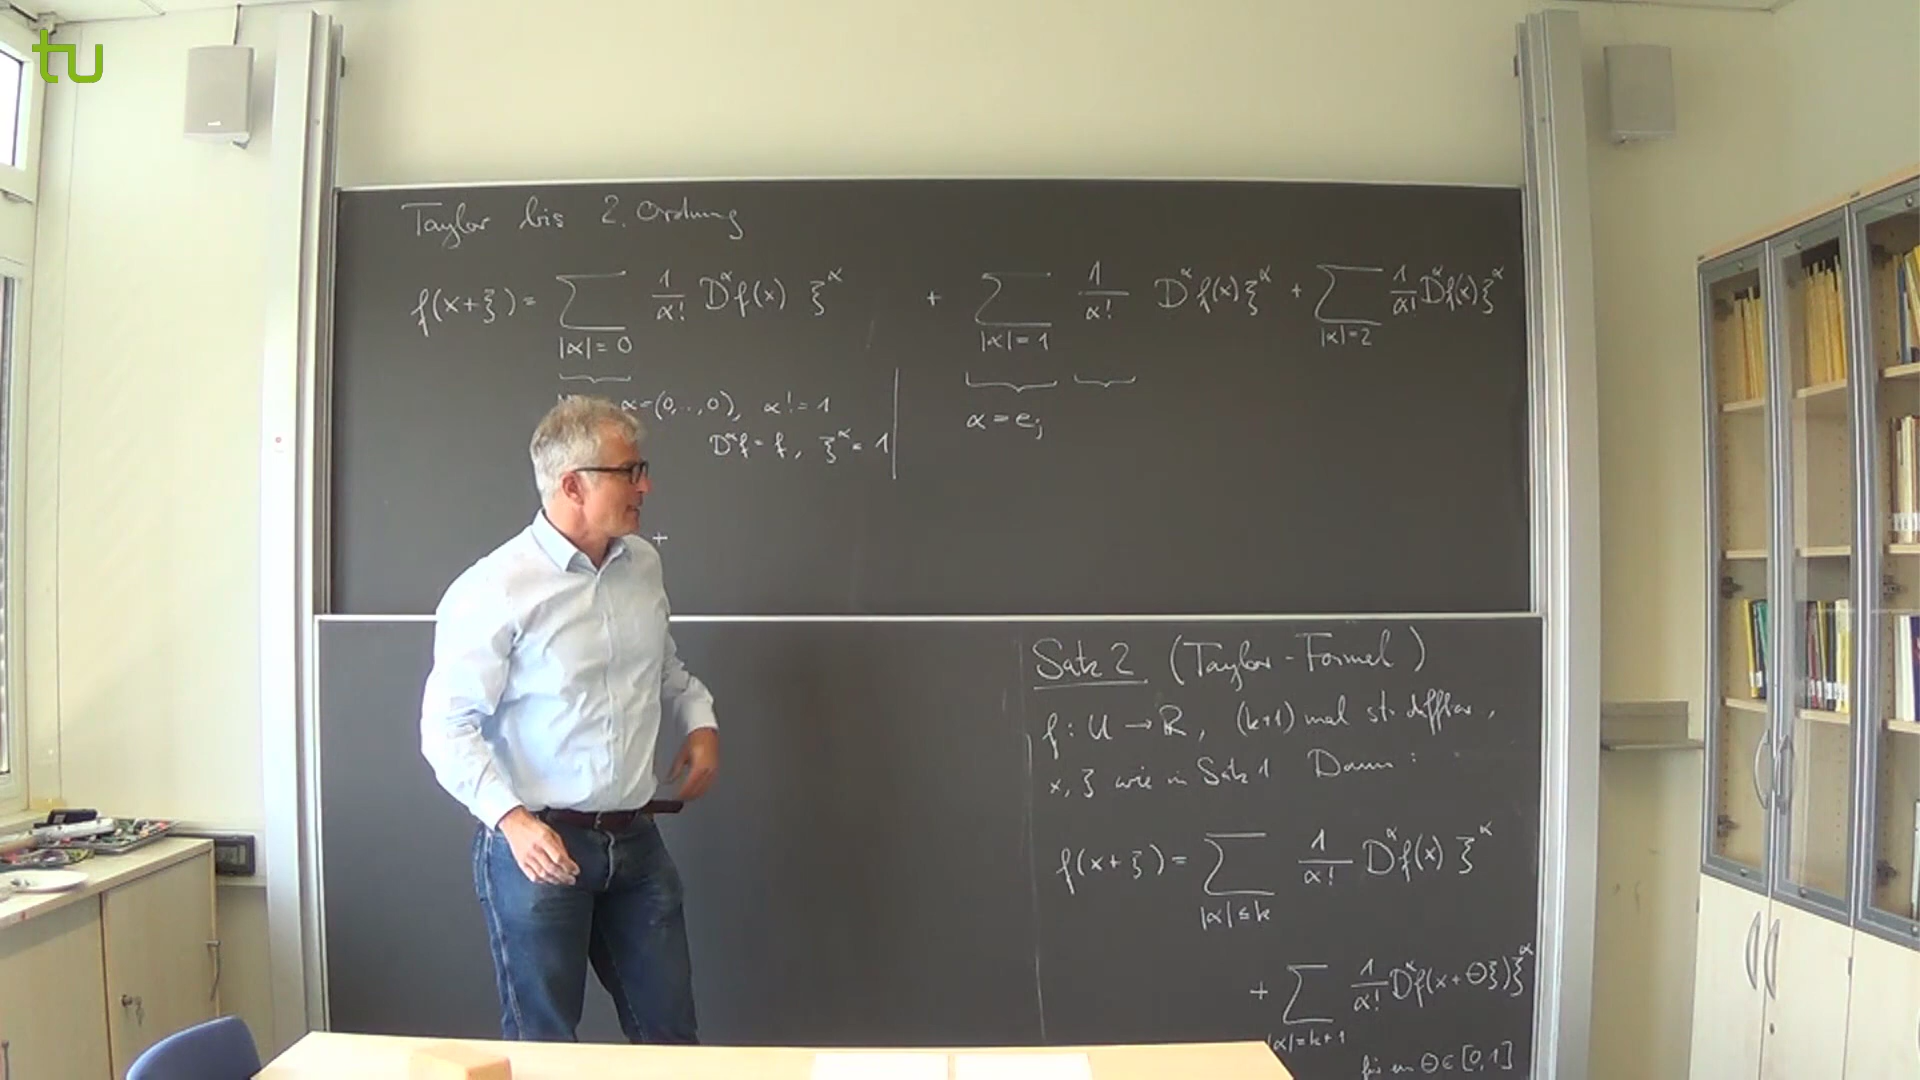 tu
Taylor bis 2. Ordnung
f(x+ξ) = ∑ 1/α! D^α f(x) ξ^α + ∑ 1/α! D^α f(x) ξ^α + ∑ 1/α! D^α f(x) ξ^α
|α|=0 |α|=1 |α|=2
α=(0,..,0), α!=1
D^α f = f, ξ^α = 1
α = e_j
+
Satz 2 (Taylor-Formel)
f: U → ℝ, (k+1) mal st. diffbar,
x, ξ wie in Satz 1 Dann:
f(x+ξ) = ∑ 1/α! D^α f(x) ξ^α
|α|≤k
+ ∑ 1/α! D^α f(x+Θξ) ξ^α
|α|=k+1
für ein Θ ∈ [0,1]